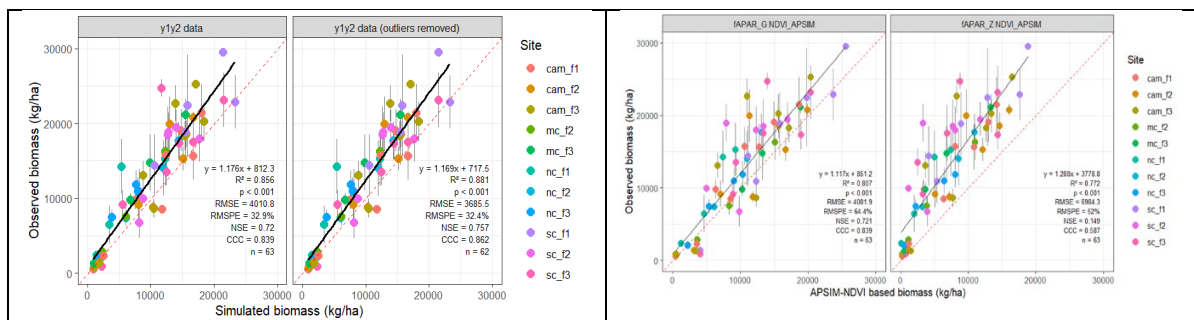 y1y2 data
y1y2 data (outliers removed)
Observed biomass (kg/ha)
30000
20000
10000
0
y = 1.176x + 812.3
R² = 0.856
p < 0.001
RMSE = 4010.8
RMSPE = 32.9%
NSE = 0.72
CCC = 0.839
n = 63
y = 1.169x + 717.5
R² = 0.881
p < 0.001
RMSE = 3685.5
RMSPE = 32.4%
NSE = 0.757
CCC = 0.862
n = 62
0
10000
20000
30000
0
10000
20000
30000
Simulated biomass (kg/ha)
Site
cam_f1
cam_f2
cam_f3
mc_f2
mc_f3
nc_f1
nc_f2
nc_f3
sc_f1
sc_f2
sc_f3
fAPAR_G NDVI_APSIM
fAPAR_Z NDVI_APSIM
Observed biomass (kg/ha)
30000
20000
10000
0
y = 1.117x + 851.2
R² = 0.807
p < 0.001
RMSE = 4001.9
RMSPE = 64.4%
NSE = 0.721
CCC = 0.839
n = 63
y = 1.288x + 3778.8
R² = 0.772
p < .001
RMSE = 6984.3
RMSPE = 52%
NSE = 0.149
CCC = 0.587
n = 63
0
10000
20000
30000
0
10000
20000
30000
APSIM-NDVI based biomass (kg/ha)
Site
cam_f1
cam_f2
cam_f3
mc_f2
mc_f3
nc_f1
nc_f2
nc_f3
sc_f1
sc_f2
sc_f3